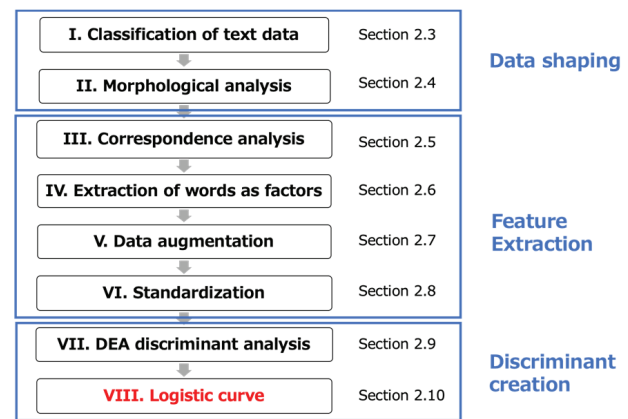 I. Classification of text data
Section 2.3
Data shaping
II. Morphological analysis
Section 2.4
III. Correspondence analysis
Section 2.5
IV. Extraction of words as factors
Section 2.6
Feature
Extraction
V. Data augmentation
Section 2.7
VI. Standardization
Section 2.8
VII. DEA discriminant analysis
Section 2.9
Discriminant
creation
VIII. Logistic curve
Section 2.10